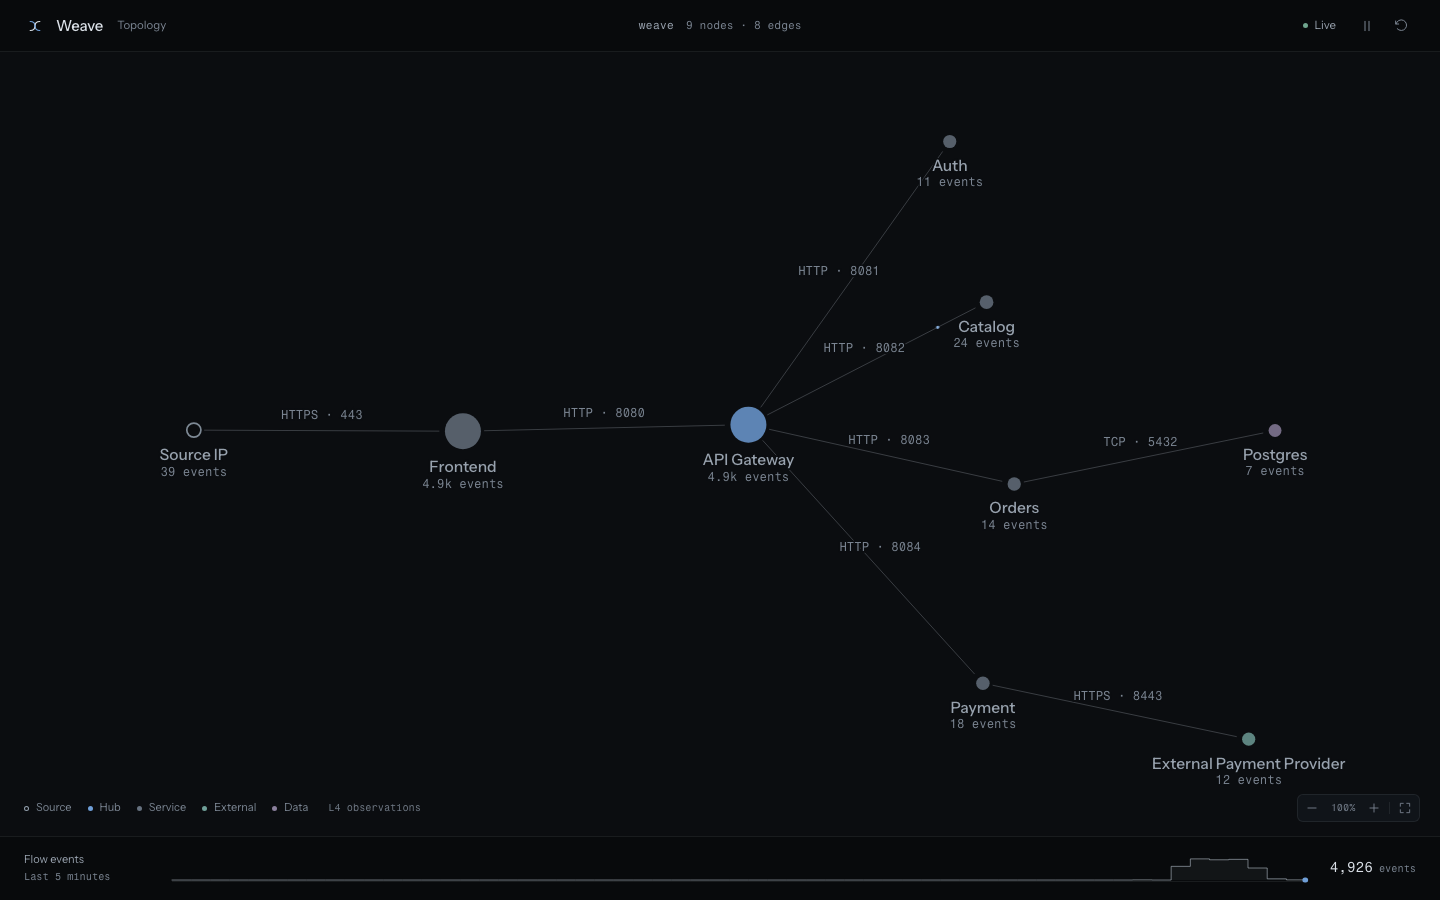 Weave Topology
weave 9 nodes · 8 edges
Live
Auth
11 events
HTTP · 8081
Catalog
24 events
HTTP · 8082
HTTPS · 443
HTTP · 8080
HTTP · 8083
TCP · 5432
Source IP
39 events
Frontend
4.9k events
API Gateway
4.9k events
Postgres
7 events
Orders
14 events
HTTP · 8084
HTTPS · 8443
Payment
18 events
External Payment Provider
12 events
Source Hub Service External Data L4 observations
100%
Flow events
Last 5 minutes
4,926 events